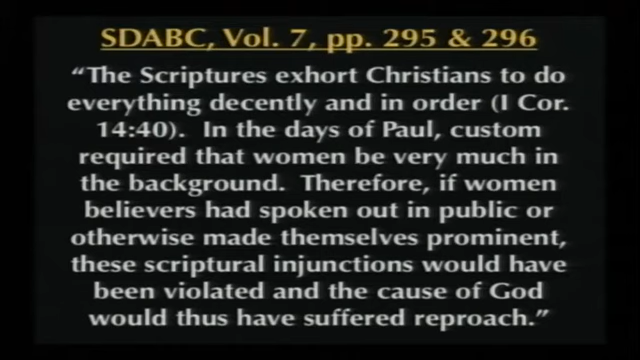 SDABC, Vol. 7, pp. 295 & 296
“The Scriptures exhort Christians to do
everything decently and in order (I Cor.
14:40).  In the days of Paul, custom
required that women be very much in
the background.  Therefore, if women
believers had spoken out in public or
otherwise made themselves prominent,
these scriptural injunctions would have
been violated and the cause of God
would thus have suffered reproach.”